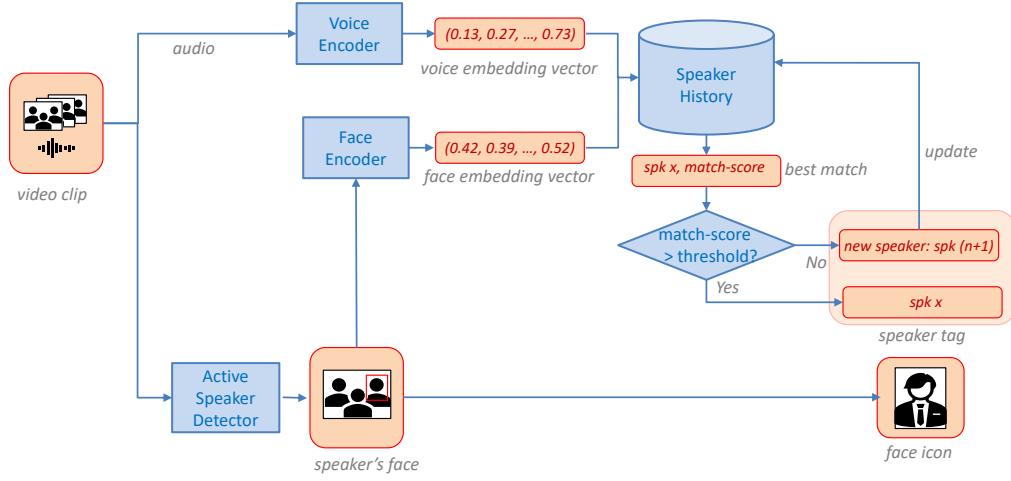 Voice
Encoder
audio
(0.13, 0.27, ..., 0.73)
voice embedding vector
Speaker
History
video clip
Face
Encoder
(0.42, 0.39, ..., 0.52)
face embedding vector
spk x, match-score
best match
update
match-score
> threshold?
No
new speaker: spk (n+1)
Yes
spk x
speaker tag
Active
Speaker
Detector
speaker's face
face icon